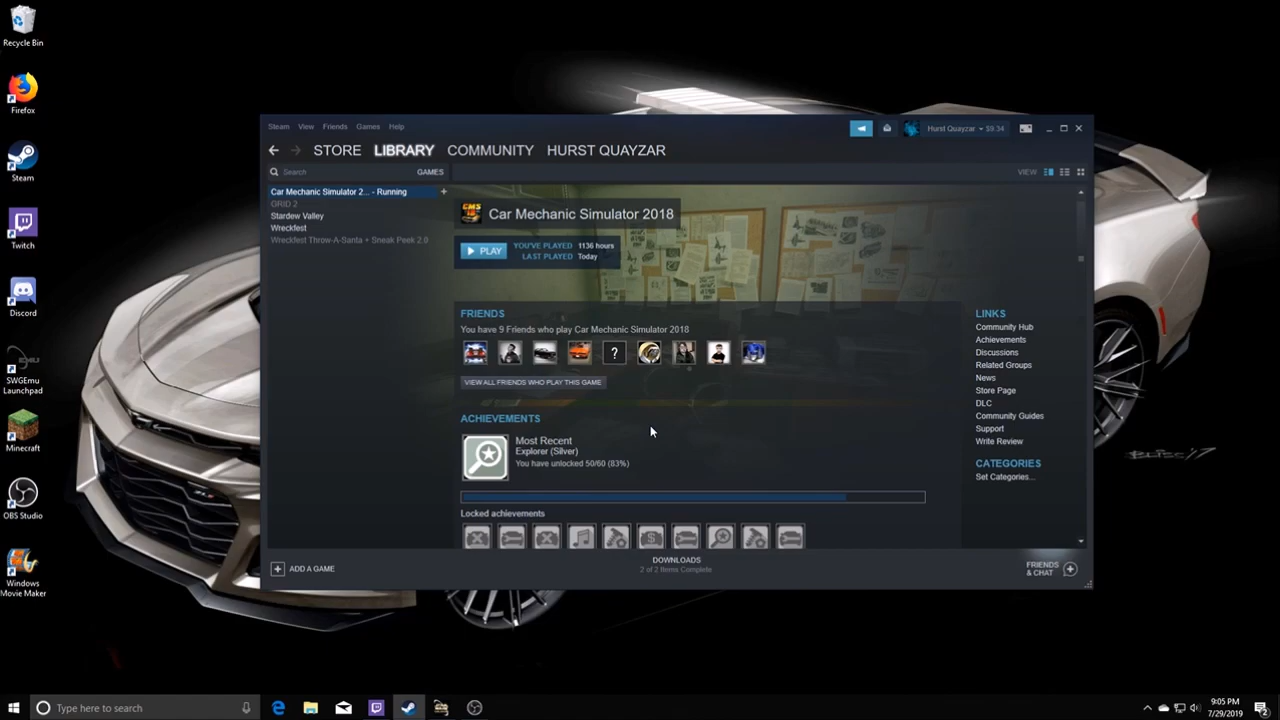 Recycle Bin
Firefox
Steam
Twitch
Discord
SWGEmu
Launchpad
Minecraft
OBS Studio
Windows
Movie Maker
Steam View Friends Games Help
Hurst Quayzar $9.34
STORE LIBRARY COMMUNITY HURST QUAYZAR
Search GAMES
VIEW
Car Mechanic Simulator 2... - Running
GRID 2
Stardew Valley
Wreckfest
Wreckfest Throw-A-Santa + Sneak Peek 2.0
CMS
Car Mechanic Simulator 2018
PLAY
YOU'VE PLAYED 1136 hours
LAST PLAYED Today
FRIENDS
You have 9 Friends who play Car Mechanic Simulator 2018
?
VIEW ALL FRIENDS WHO PLAY THIS GAME
ACHIEVEMENTS
Most Recent
Explorer (Silver)
You have unlocked 50/60 (83%)
Locked achievements
LINKS
Community Hub
Achievements
Discussions
Related Groups
News
Store Page
DLC
Community Guides
Support
Write Review
CATEGORIES
Set Categories...
ADD A GAME
DOWNLOADS
2 of 2 Items Complete
FRIENDS
& CHAT
Type here to search
9:05 PM
7/29/2019
2